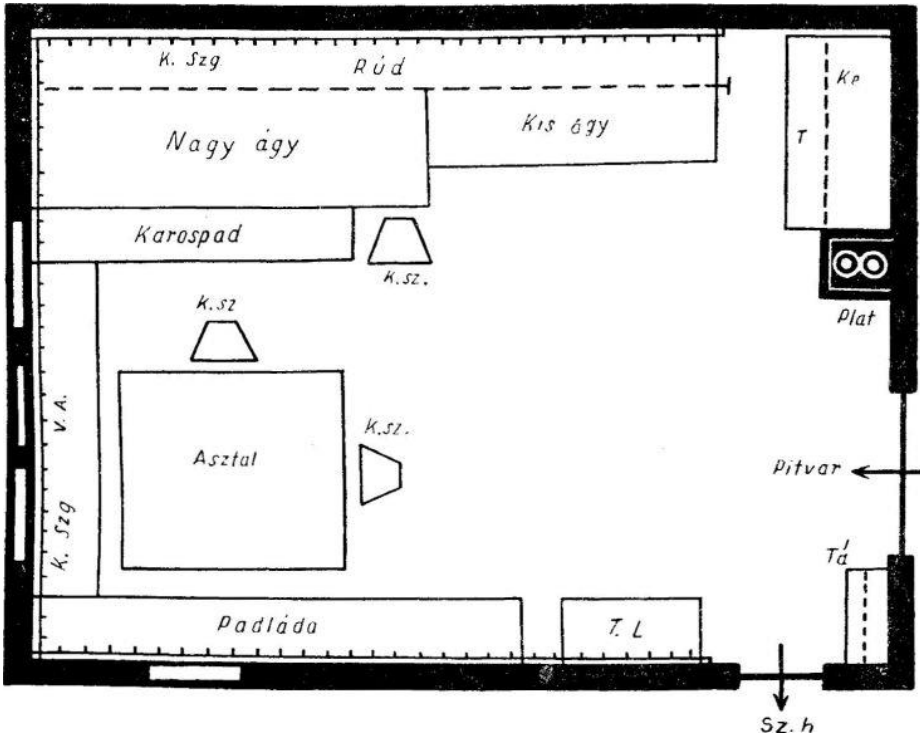 K. Szg
Rúd
Ke
Nagy ágy
Kis ágy
T
Karospad
K.sz.
Plat
K.sz
K. Szg V.A.
Asztal
K.sz.
Pitvar
Tá
Padláda
T. L
Sz. h